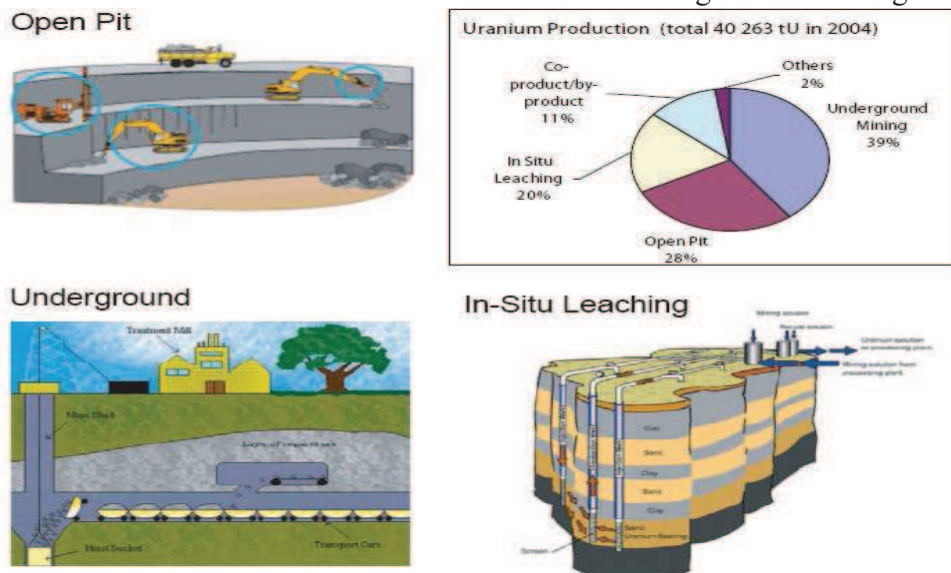 Open Pit
Uranium Production (total 40 263 tU in 2004)
Co-
product/by-
product
11%
Others
2%
Underground
Mining
39%
In Situ
Leaching
20%
Open Pit
28%
Underground
Treatment Mill
Main Shaft
Transport Cars
Screen
In-Situ Leaching
Mining solution
Uranium solution
to processing plant
Mining solution from
processing plant
Clay
Sand
Clay
Sand
Clay
Sand
Uranium Bearing